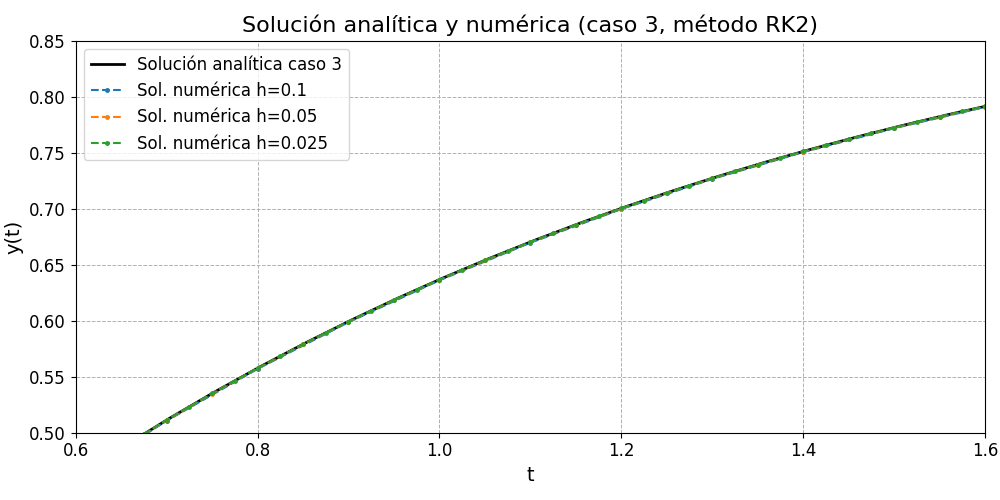 Solución analítica y numérica (caso 3, método RK2)
Solución analítica caso 3
Sol. numérica h=0.1
Sol. numérica h=0.05
Sol. numérica h=0.025
0.85
0.80
0.75
0.70
0.65
0.60
0.55
0.50
y(t)
0.6 0.8 1.0 1.2 1.4 1.6
t